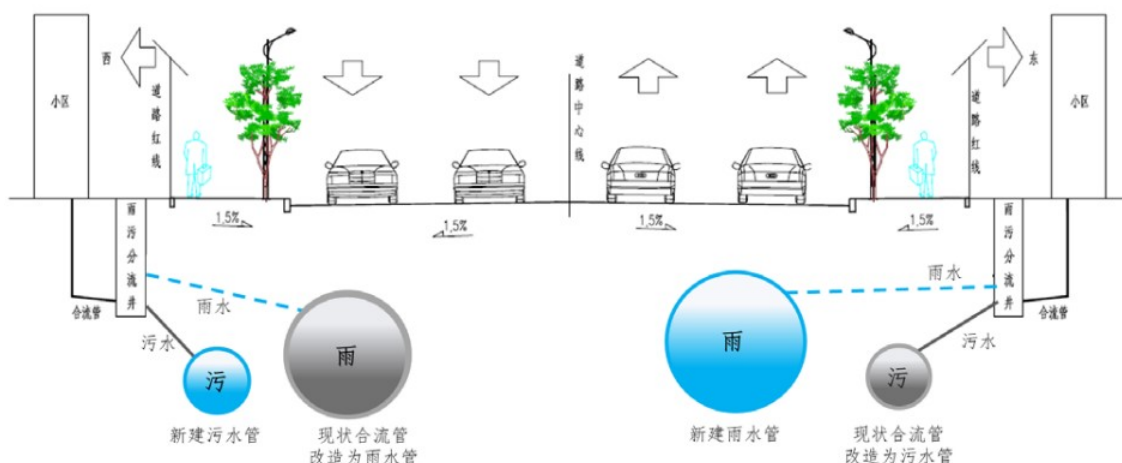 西
东
小区
道路红线
道路中心线
道路红线
小区
1.5%
1.5%
1.5%
1.5%
雨污分流井
雨污分流井
雨水
雨水
合流管
合流管
污水
污水
雨
雨
污
污
新建污水管
现状合流管
改造为雨水管
新建雨水管
现状合流管
改造为污水管